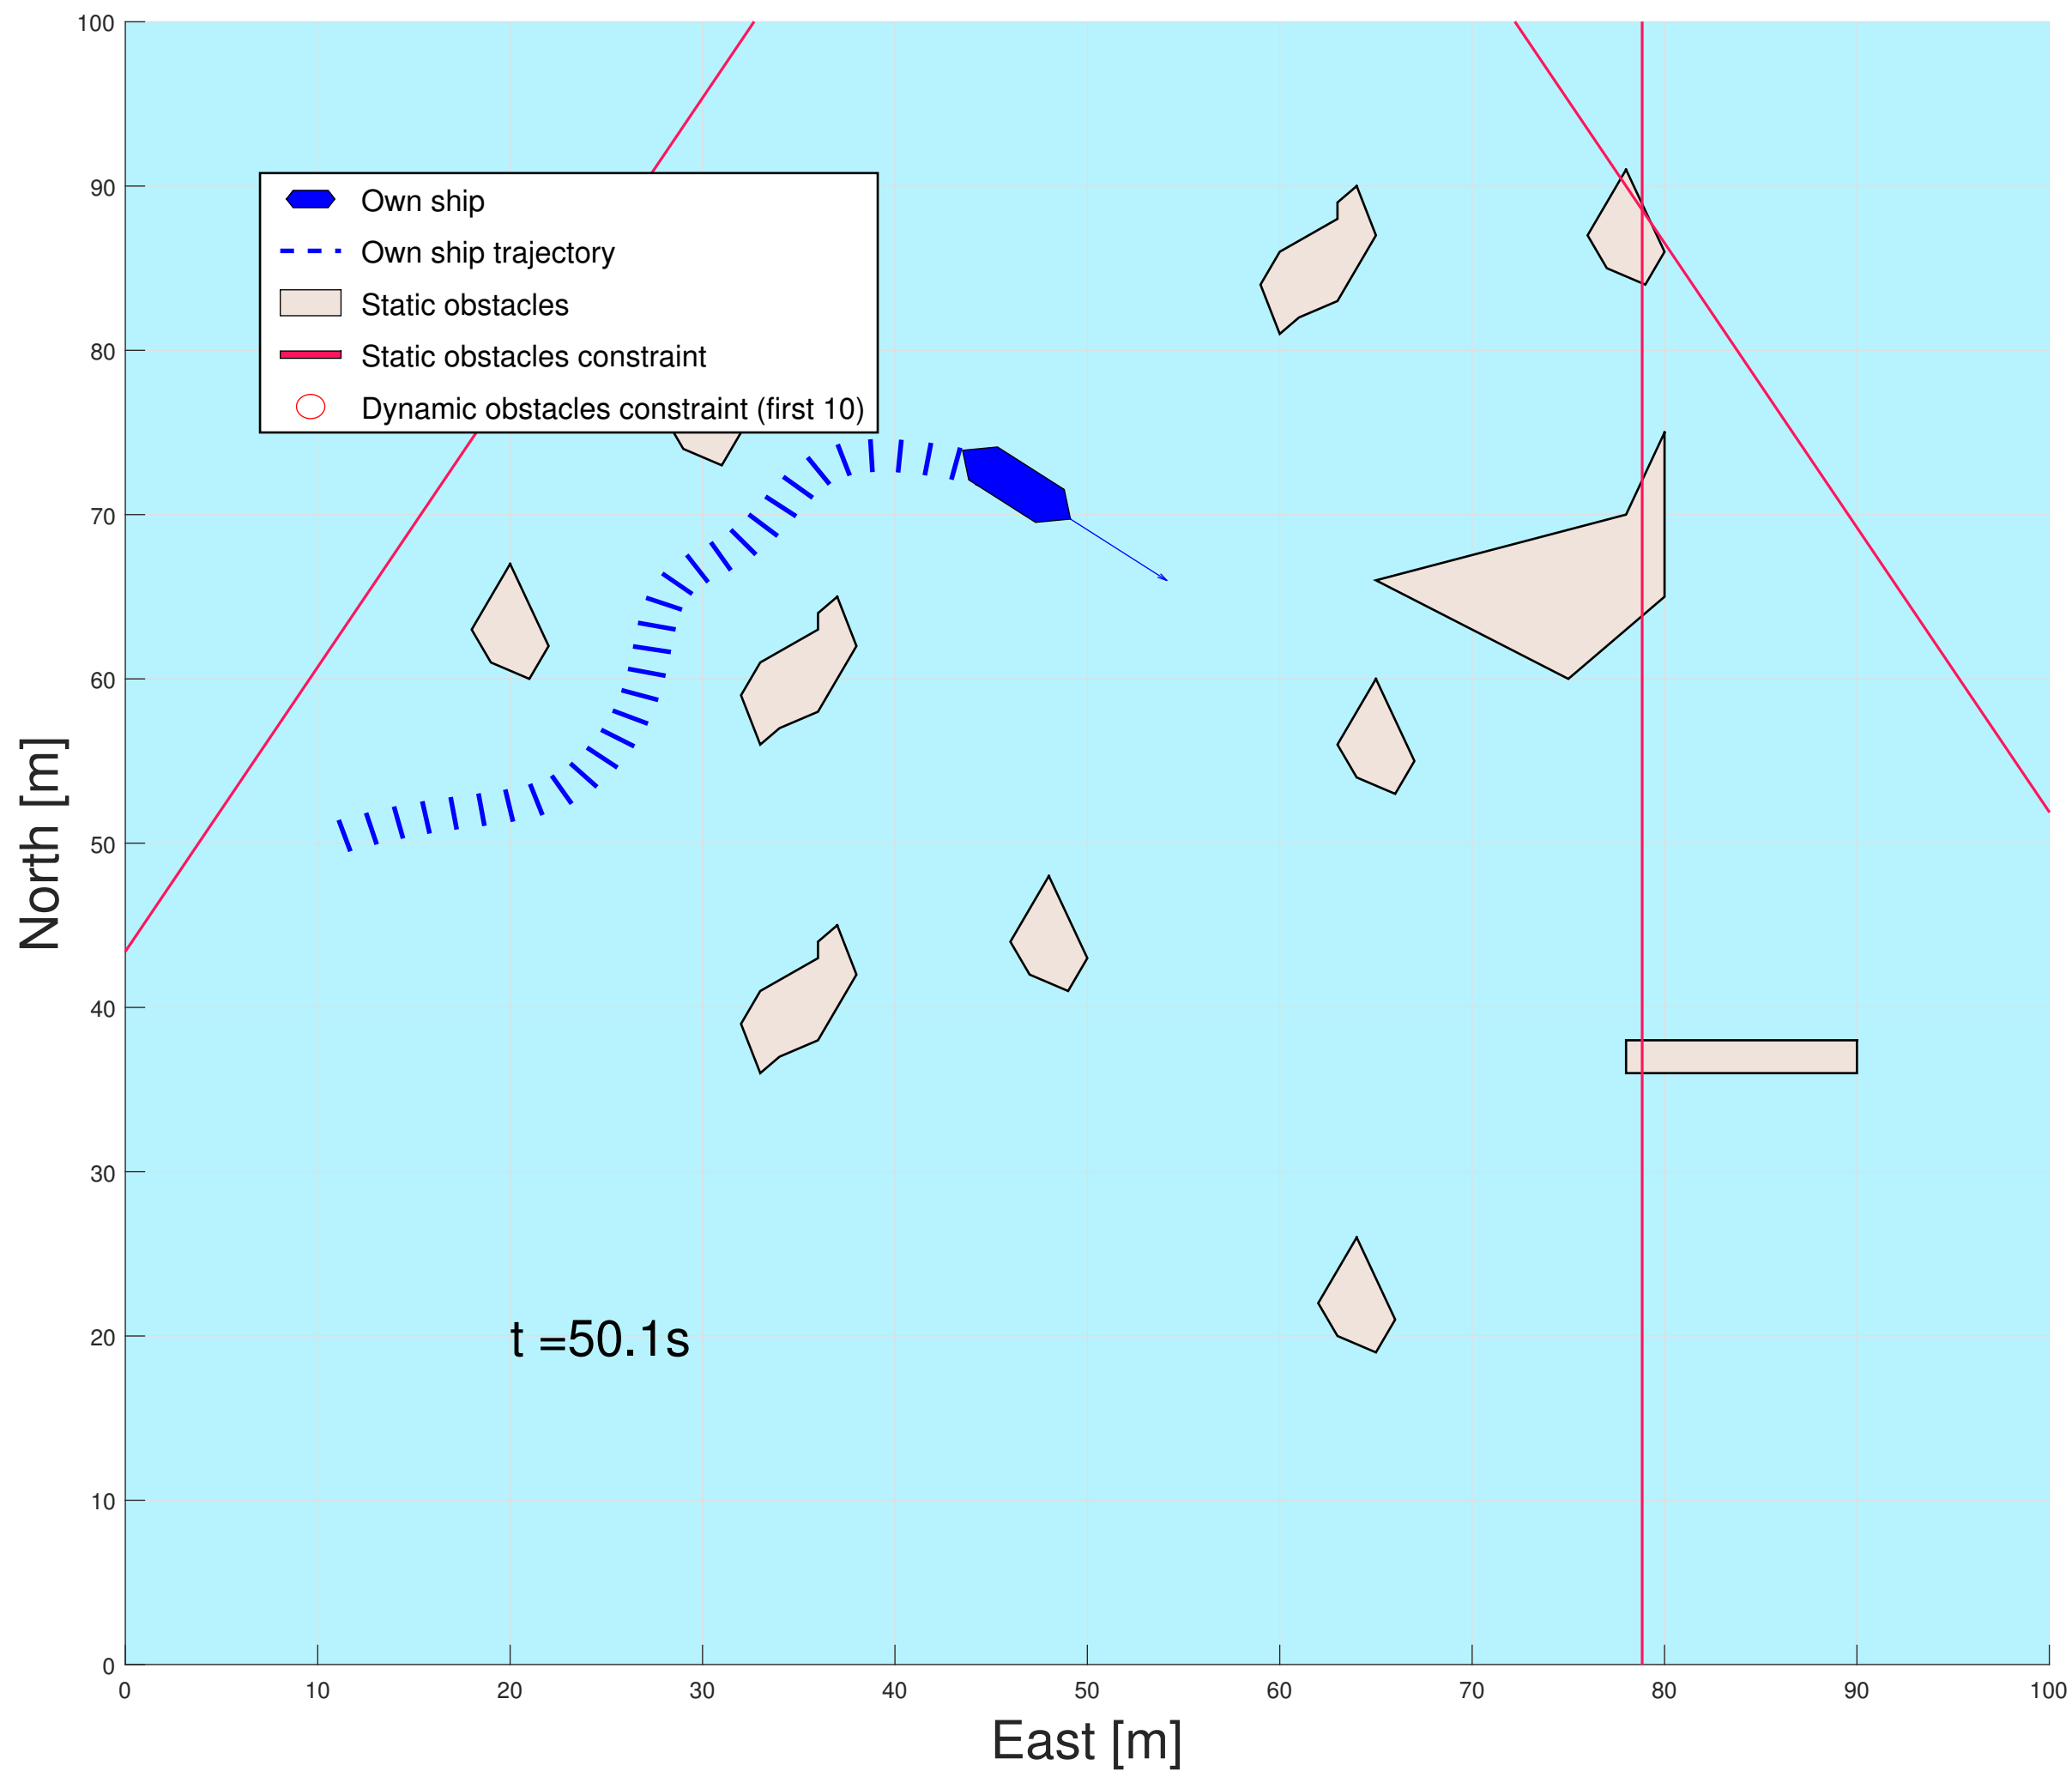 100
90
80
70
60
50
40
30
20
10
0
North [m]
Own ship
Own ship trajectory
Static obstacles
Static obstacles constraint
Dynamic obstacles constraint (first 10)
t =50.1s
0 10 20 30 40 50 60 70 80 90 100
East [m]